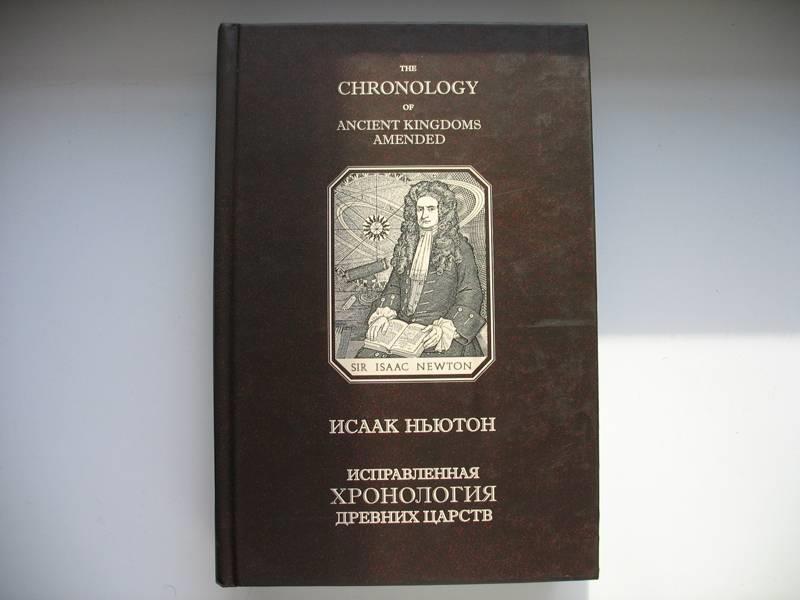 THE
CHRONOLOGY
OF
ANCIENT KINGDOMS
AMENDED
SIR ISAAC NEWTON
ИСААК НЬЮТОН
ИСПРАВЛЕННАЯ
ХРОНОЛОГИЯ
ДРЕВНИХ ЦАРСТВ